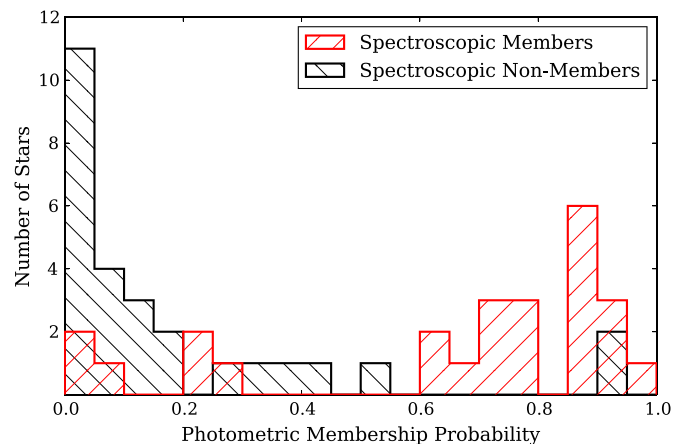 12
10
8
6
4
2
Number of Stars
Spectroscopic Members
Spectroscopic Non-Members
0.0 0.2 0.4 0.6 0.8 1.0
Photometric Membership Probability